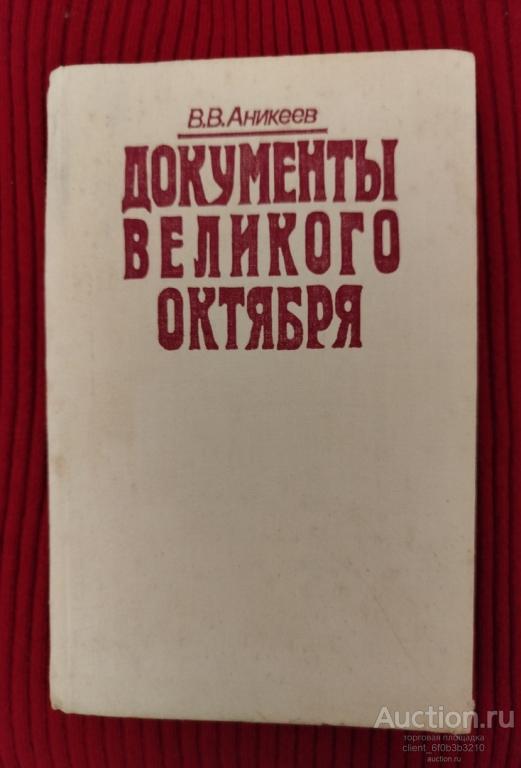 В.В.Аникеев
ДОКУМЕНТЫ
ВЕЛИКОГО
ОКТЯБРЯ
Auction.ru
торговая площадка
client_6f0b3b3210
auction.ru